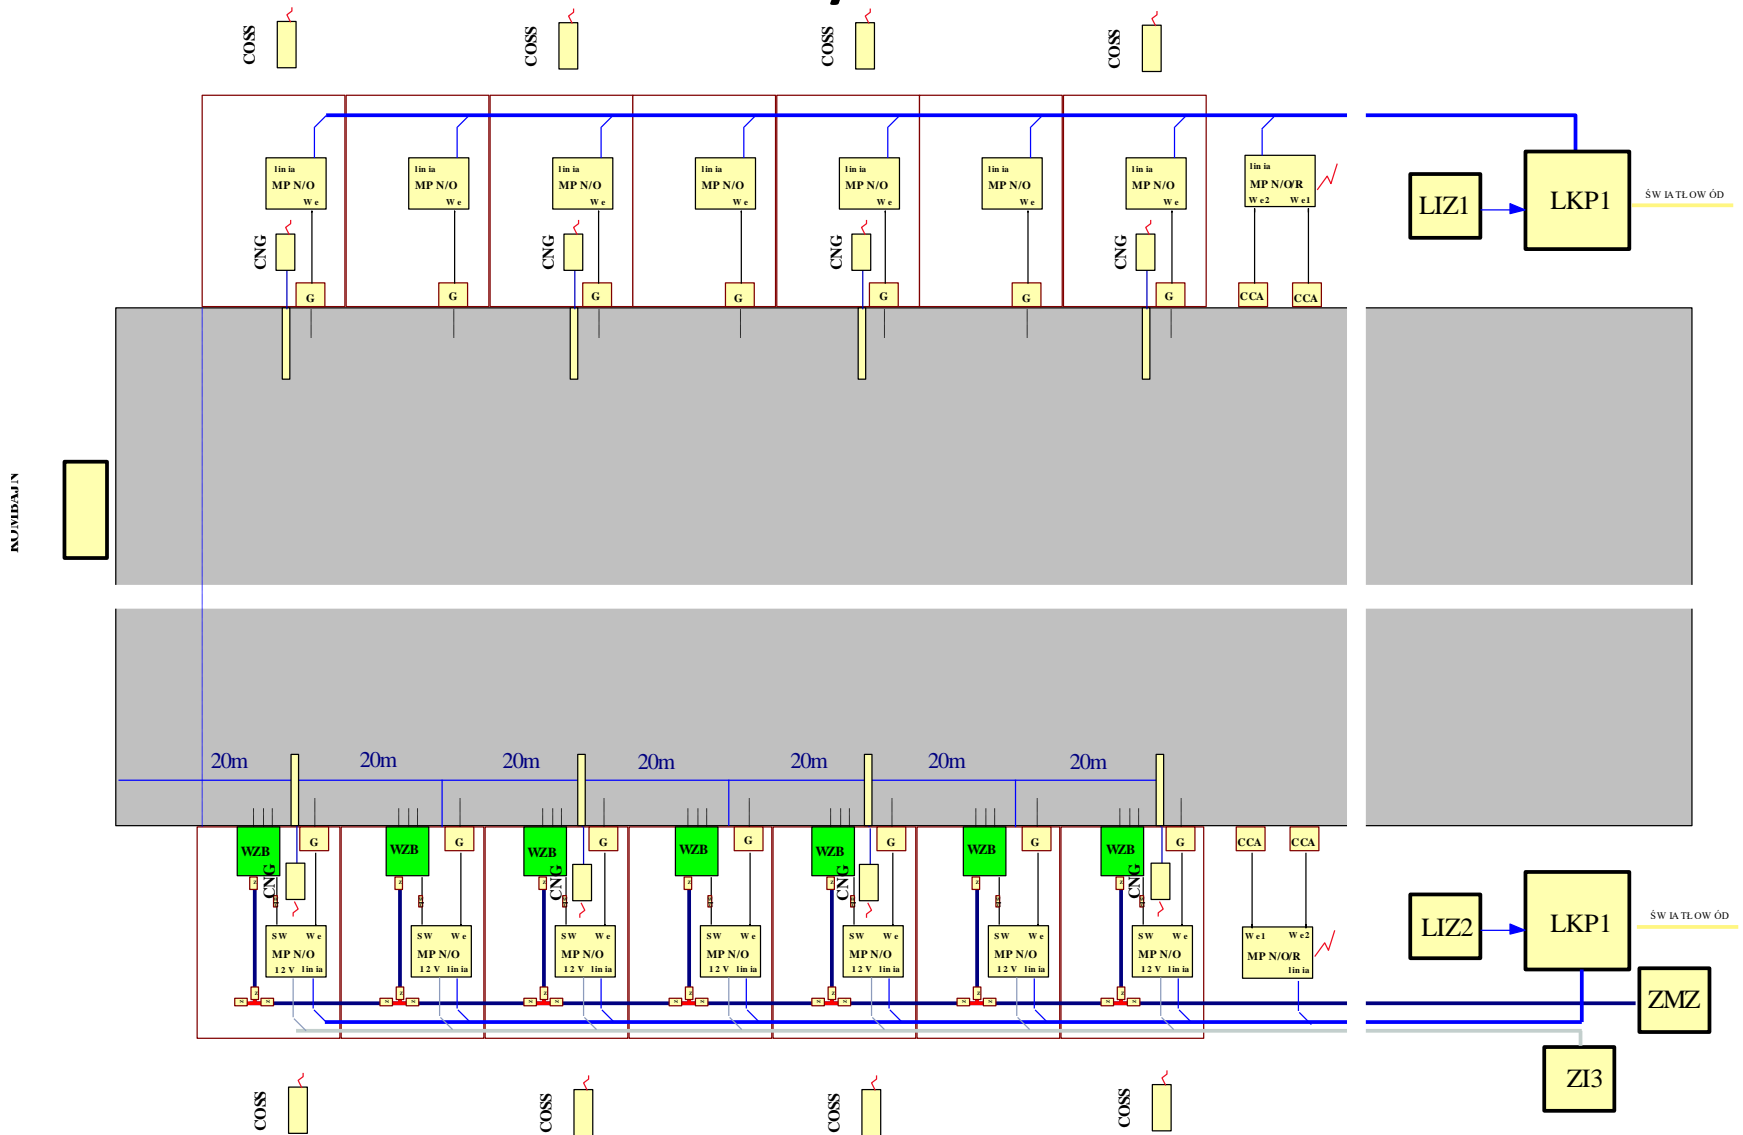 COSS
COSS
COSS
COSS
linia
MP N/O
We
linia
MP N/O
We
linia
MP N/O
We
linia
MP N/O
We
linia
MP N/O
We
linia
MP N/O
We
linia
MP N/O
We
linia
MP N/O/R
We2 We1
LIZ1
LKP1
ŚWIATŁOWÓD
CNG
CNG
CNG
CNG
G
G
G
G
G
G
G
CCA
CCA
KOMBAJN
20m
20m
20m
20m
20m
20m
20m
WZB
G
WZB
G
WZB
G
WZB
G
WZB
G
WZB
G
WZB
G
CCA
CCA
CNG
CNG
CNG
CNG
SW We
MP N/O
12V linia
SW We
MP N/O
12V linia
SW We
MP N/O
12V linia
SW We
MP N/O
12V linia
SW We
MP N/O
12V linia
SW We
MP N/O
12V linia
SW We
MP N/O
12V linia
We1 We2
MP N/O/R
linia
LIZ2
LKP1
ŚWIATŁOWÓD
ZMZ
ZI3
COSS
COSS
COSS
COSS